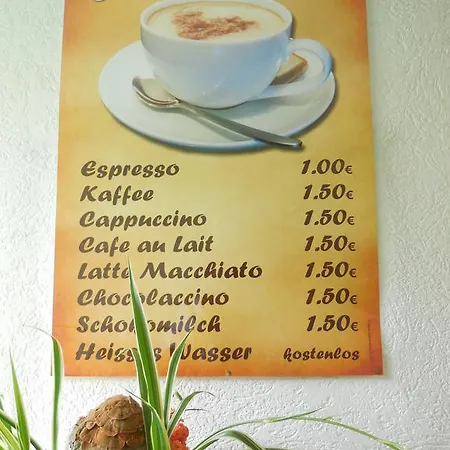 Espresso 1.00€
Kaffee 1.50€
Cappuccino 1.50€
Cafe au Lait 1.50€
Latte Macchiato 1.50€
Chocolaccino 1.50€
Schokomilch 1.50€
Heisses Wasser kostenlos